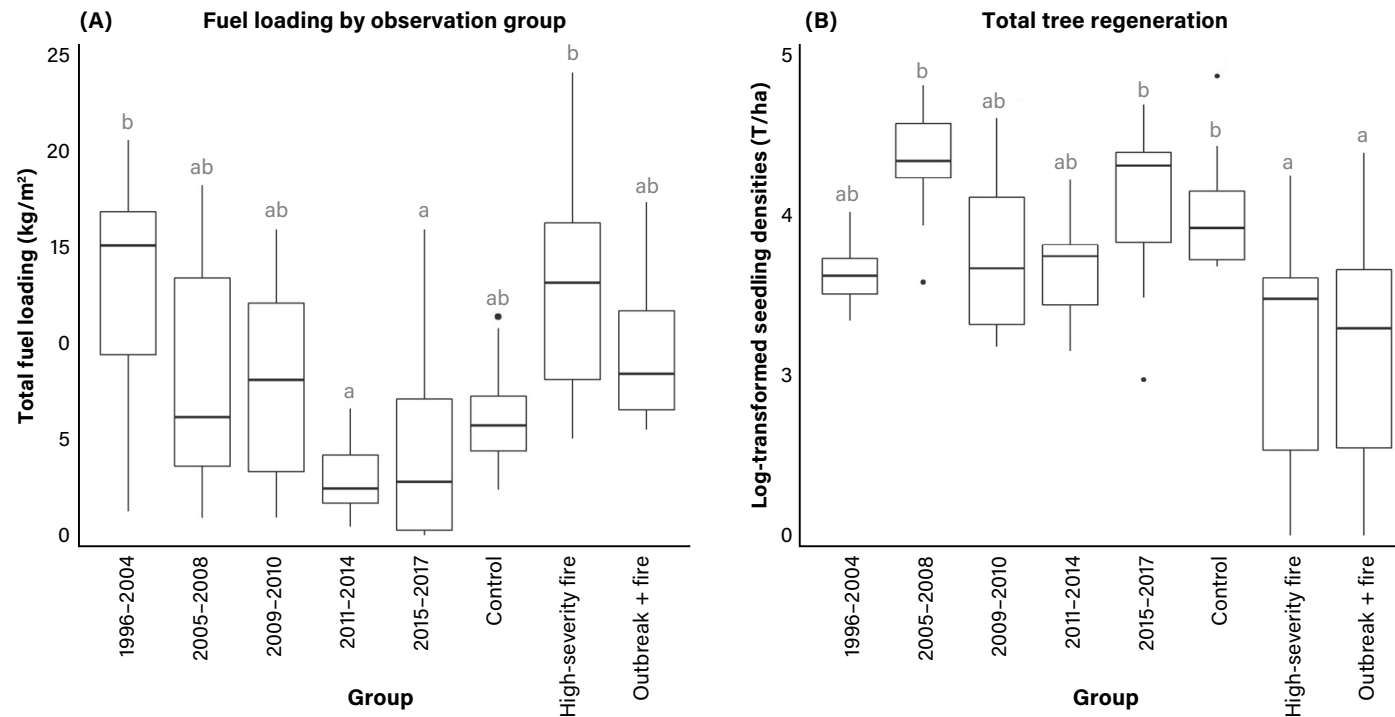 (A) Fuel loading by observation group
Total fuel loading (kg/m²)
25
20
15
0
5
0
b
ab
ab
a
a
ab
b
ab
1996–2004
2005–2008
2009–2010
2011–2014
2015–2017
Control
High-severity fire
Outbreak + fire
Group
(B) Total tree regeneration
Log-transformed seedling densities (T/ha)
5
4
3
0
ab
b
ab
ab
b
b
a
a
1996–2004
2005–2008
2009–2010
2011–2014
2015–2017
Control
High-severity fire
Outbreak + fire
Group